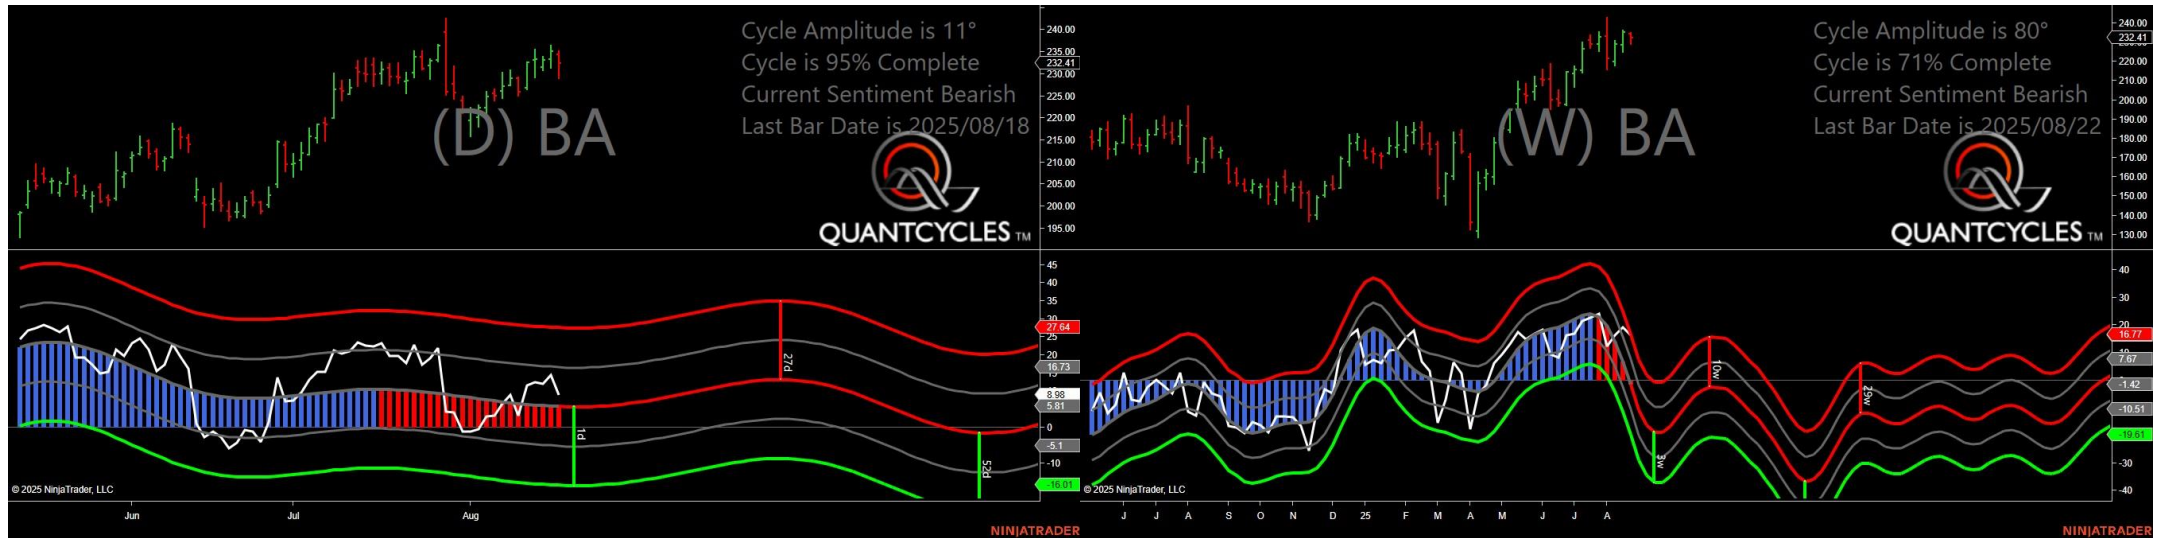 Cycle Amplitude is 11°
Cycle is 95% Complete
Current Sentiment Bearish
Last Bar Date is 2025/08/18
(D) BA
QUANTCYCLES TM
240.00
235.00
232.41
230.00
225.00
220.00
215.00
210.00
205.00
200.00
195.00
45
40
35
30
27.64
25
20
16.73
8.98
5.81
0
-5.1
-10
-16.01
27d
1d
52d
© 2025 NinjaTrader, LLC
Jun
Jul
Aug
NINJATRADER
Cycle Amplitude is 80°
Cycle is 71% Complete
Current Sentiment Bearish
Last Bar Date is 2025/08/22
(W) BA
QUANTCYCLES TM
240.00
232.41
220.00
210.00
200.00
190.00
180.00
170.00
160.00
150.00
140.00
130.00
40
30
20
16.77
7.67
-1.42
-10.51
-19.61
-30
-40
10w
29w
3w
© 2025 NinjaTrader, LLC
J J A S O N D 25 F M A M J J A
NINJATRADER